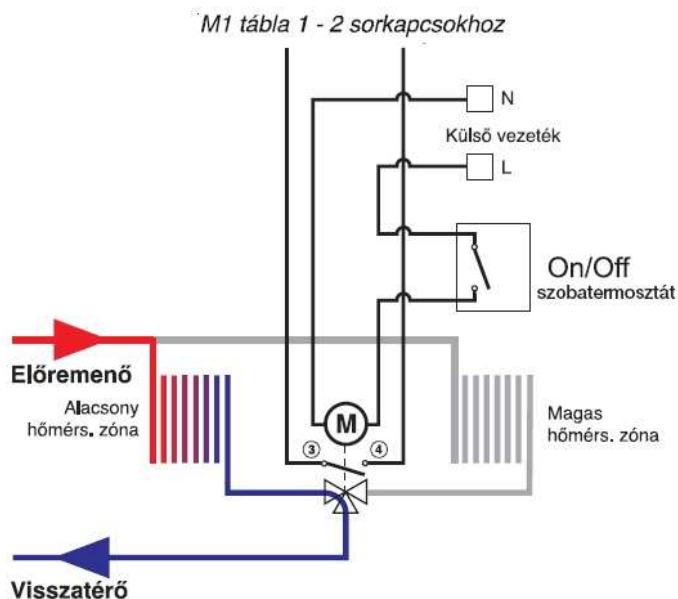 M1 tábla 1 - 2 sorkapcsokhoz
N
Külső vezeték
L
On/Off
szobatermosztát
Előremenő
Alacsony
hőmérs. zóna
M
3
4
Magas
hőmérs. zóna
Visszatérő